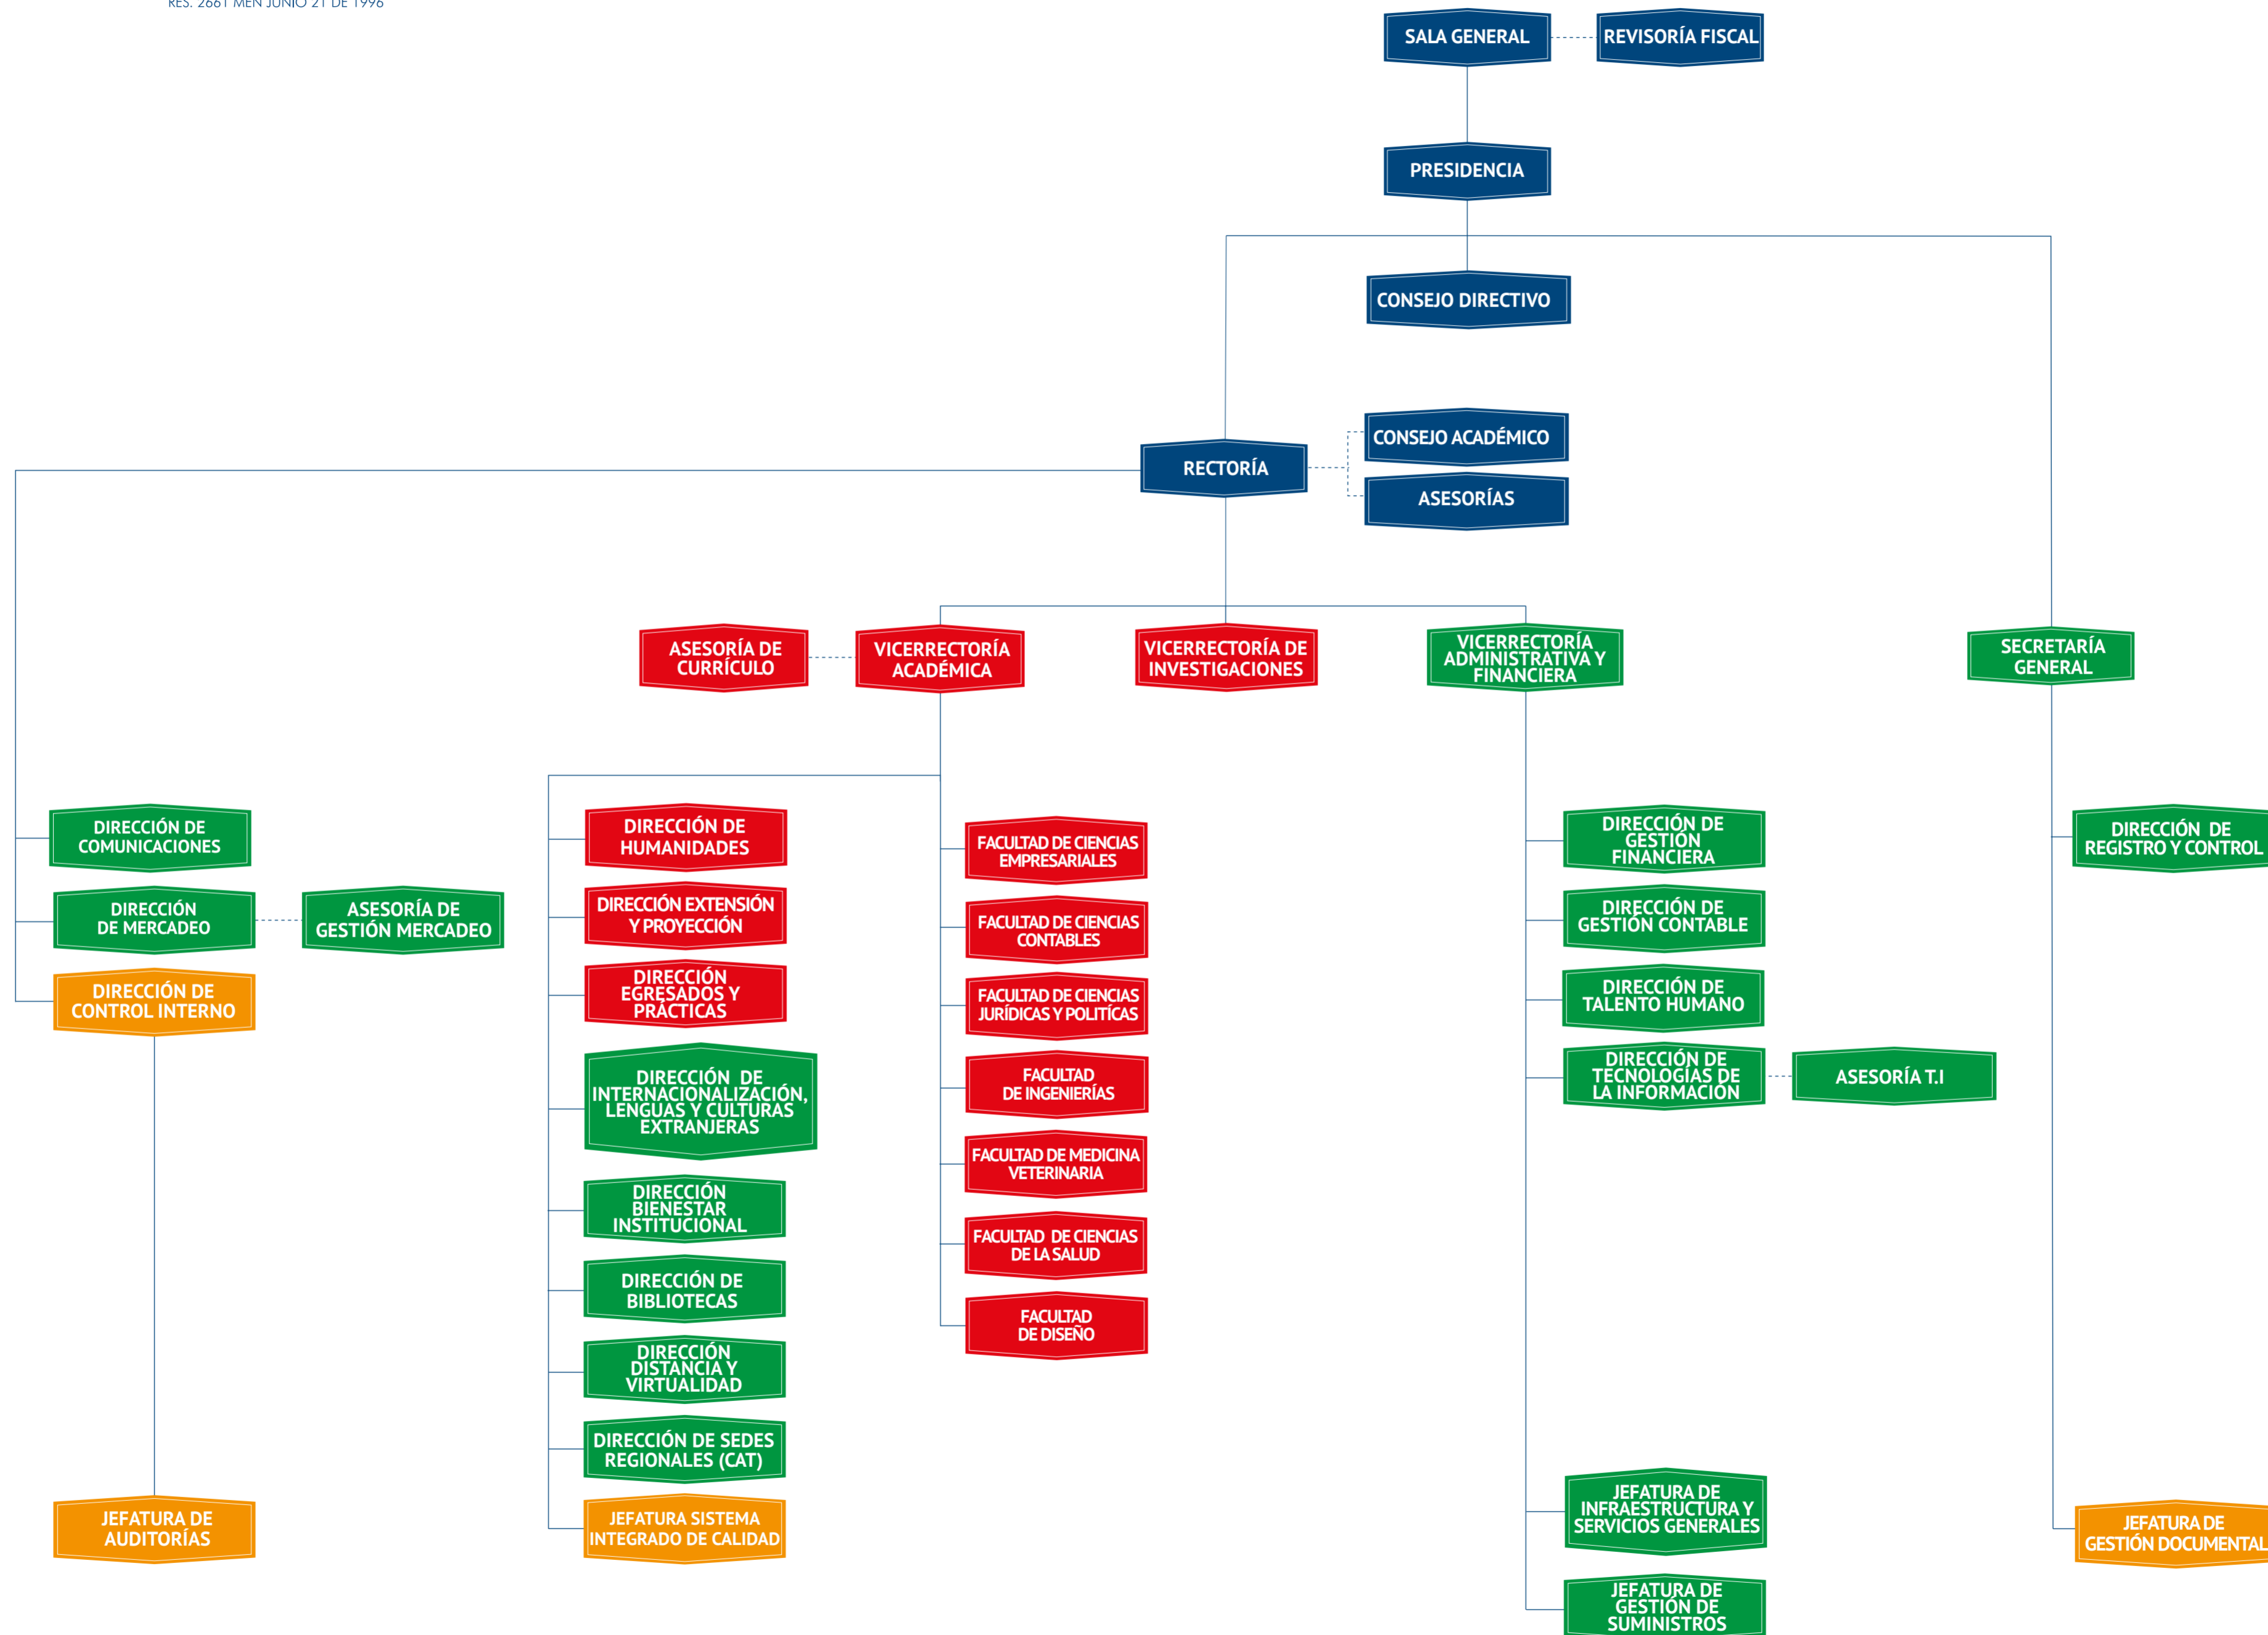 RES. 2661 MEN JUNIO 21 DE 1996
SALA GENERAL
REVISORÍA FISCAL
PRESIDENCIA
CONSEJO DIRECTIVO
CONSEJO ACADÉMICO
RECTORÍA
ASESORÍAS
ASESORÍA DE
CURRÍCULO
VICERRECTORÍA
ACADÉMICA
VICERRECTORÍA DE
INVESTIGACIONES
VICERRECTORÍA
ADMINISTRATIVA Y
FINANCIERA
SECRETARÍA
GENERAL
DIRECCIÓN DE
COMUNICACIONES
DIRECCIÓN
DE MERCADEO
ASESORÍA DE
GESTIÓN MERCADEO
DIRECCIÓN DE
CONTROL INTERNO
JEFATURA DE
AUDITORÍAS
DIRECCIÓN DE
HUMANIDADES
DIRECCIÓN EXTENSIÓN
Y PROYECCIÓN
DIRECCIÓN
EGRESADOS Y
PRÁCTICAS
DIRECCIÓN DE
INTERNACIONALIZACIÓN,
LENGUAS Y CULTURAS
EXTRANJERAS
DIRECCIÓN
BIENESTAR
INSTITUCIONAL
DIRECCIÓN DE
BIBLIOTECAS
DIRECCIÓN
DISTANCIA Y
VIRTUALIDAD
DIRECCIÓN DE SEDES
REGIONALES (CAT)
JEFATURA SISTEMA
INTEGRADO DE CALIDAD
FACULTAD DE CIENCIAS
EMPRESARIALES
FACULTAD DE CIENCIAS
CONTABLES
FACULTAD DE CIENCIAS
JURÍDICAS Y POLITÍCAS
FACULTAD
DE INGENIERÍAS
FACULTAD DE MEDICINA
VETERINARIA
FACULTAD DE CIENCIAS
DE LA SALUD
FACULTAD
DE DISEÑO
DIRECCIÓN DE
GESTIÓN
FINANCIERA
DIRECCIÓN DE
GESTIÓN CONTABLE
DIRECCIÓN DE
TALENTO HUMANO
DIRECCIÓN DE
TECNOLOGÍAS DE
LA INFORMACIÓN
ASESORÍA T.I
JEFATURA DE
INFRAESTRUCTURA Y
SERVICIOS GENERALES
JEFATURA DE
GESTIÓN DE
SUMINISTROS
DIRECCIÓN DE
REGISTRO Y CONTROL
JEFATURA DE
GESTIÓN DOCUMENTAL